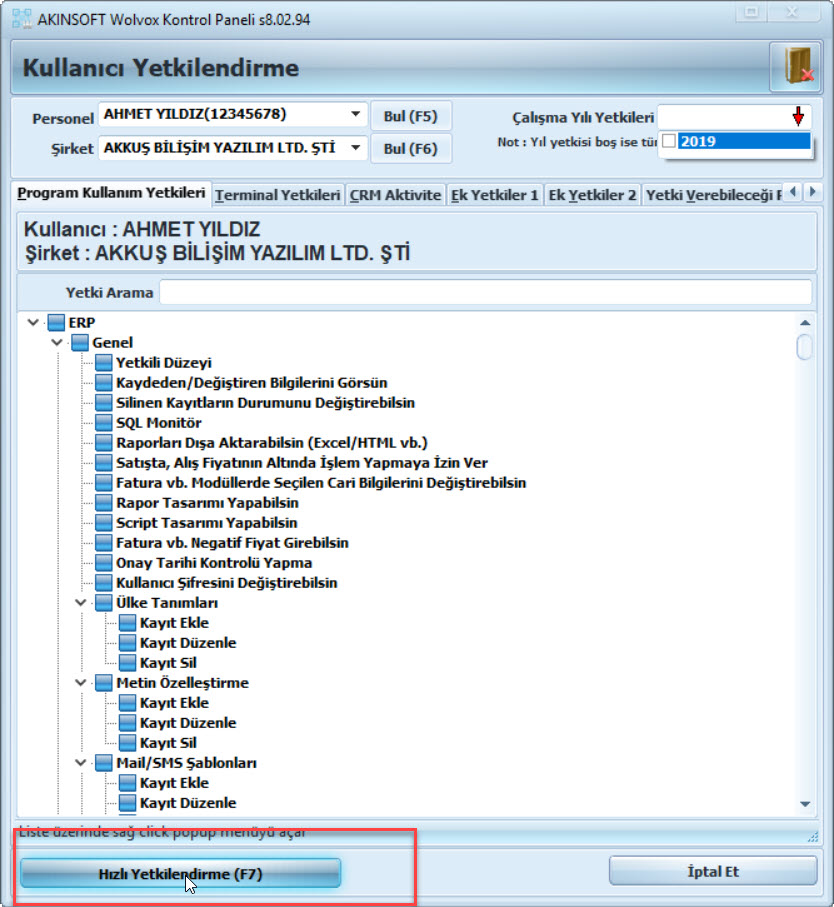 AKINSOFT Wolvox Kontrol Paneli s8.02.94
Kullanıcı Yetkilendirme
Personel AHMET YILDIZ(12345678) Bul (F5) Çalışma Yılı Yetkileri
Şirket AKKUŞ BİLİŞİM YAZILIM LTD. ŞTİ Bul (F6) Not : Yıl yetkisi boş ise tür 2019
Program Kullanım Yetkileri Terminal Yetkileri CRM Aktivite Ek Yetkiler 1 Ek Yetkiler 2 Yetki Verebileceği
Kullanıcı : AHMET YILDIZ
Şirket : AKKUŞ BİLİŞİM YAZILIM LTD. ŞTİ
Yetki Arama
ERP
Genel
Yetkili Düzeyi
Kaydeden/Değiştiren Bilgilerini Görsün
Silinen Kayıtların Durumunu Değiştirebilsin
SQL Monitör
Raporları Dışa Aktarabilsin (Excel/HTML vb.)
Satışta, Alış Fiyatının Altında İşlem Yapmaya İzin Ver
Fatura vb. Modüllerde Seçilen Cari Bilgilerini Değiştirebilsin
Rapor Tasarımı Yapabilsin
Script Tasarımı Yapabilsin
Fatura vb. Negatif Fiyat Girebilsin
Onay Tarihi Kontrolü Yapma
Kullanıcı Şifresini Değiştirebilsin
Ülke Tanımları
Kayıt Ekle
Kayıt Düzenle
Kayıt Sil
Metin Özelleştirme
Kayıt Ekle
Kayıt Düzenle
Kayıt Sil
Mail/SMS Şablonları
Kayıt Ekle
Kayıt Düzenle
Liste üzerinde sağ click popup menüyü açar
Hızlı Yetkilendirme (F7) İptal Et